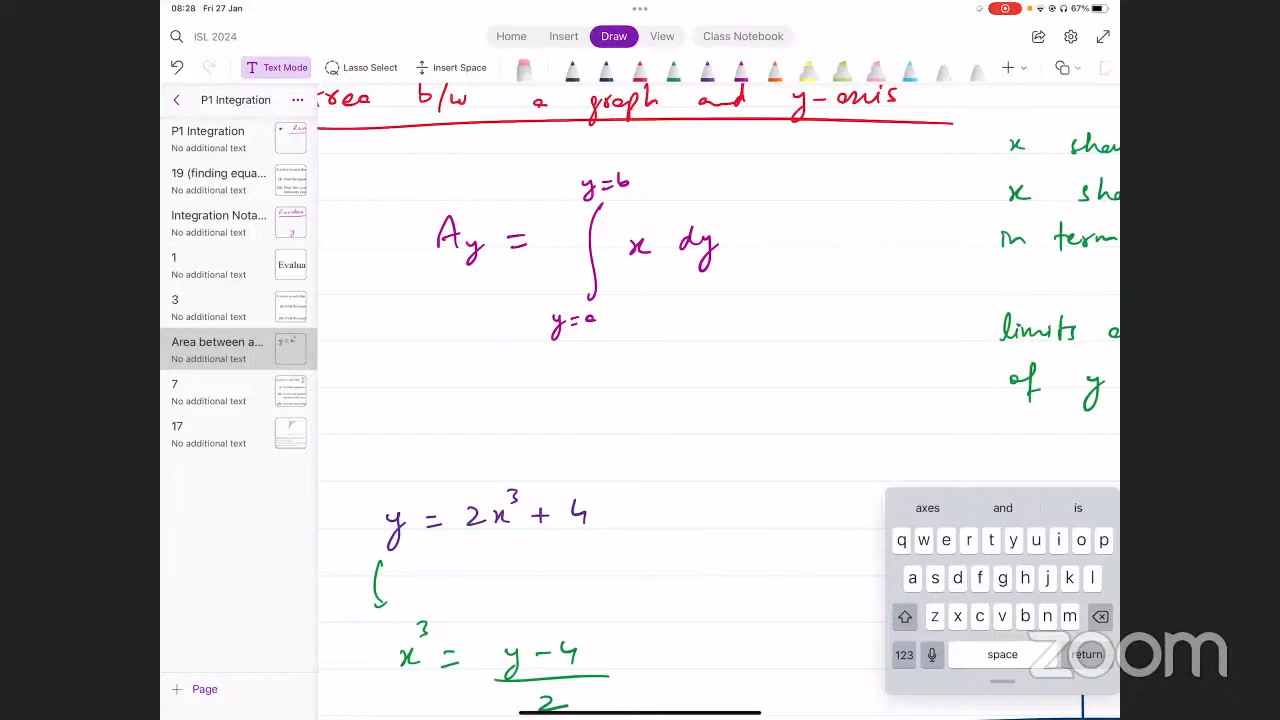 08:28 Fri 27 Jan
67%
ISL 2024
Home Insert Draw View Class Notebook
Text Mode Lasso Select Insert Space
P1 Integration
P1 Integration
No additional text
19 (finding equa...
No additional text
Integration Nota...
No additional text
1
No additional text
Evalua
3
No additional text
Area between a...
No additional text
7
No additional text
17
No additional text
+ Page
b/w a graph and y-axis
y=b
A_y = ∫ x dy
y=a
x
x
in
limits
of y
y = 2x³ + 4
x³ = (y-4)/2
axes and is
q w e r t y u i o p
a s d f g h j k l
z x c v b n m
123 space return
zoom